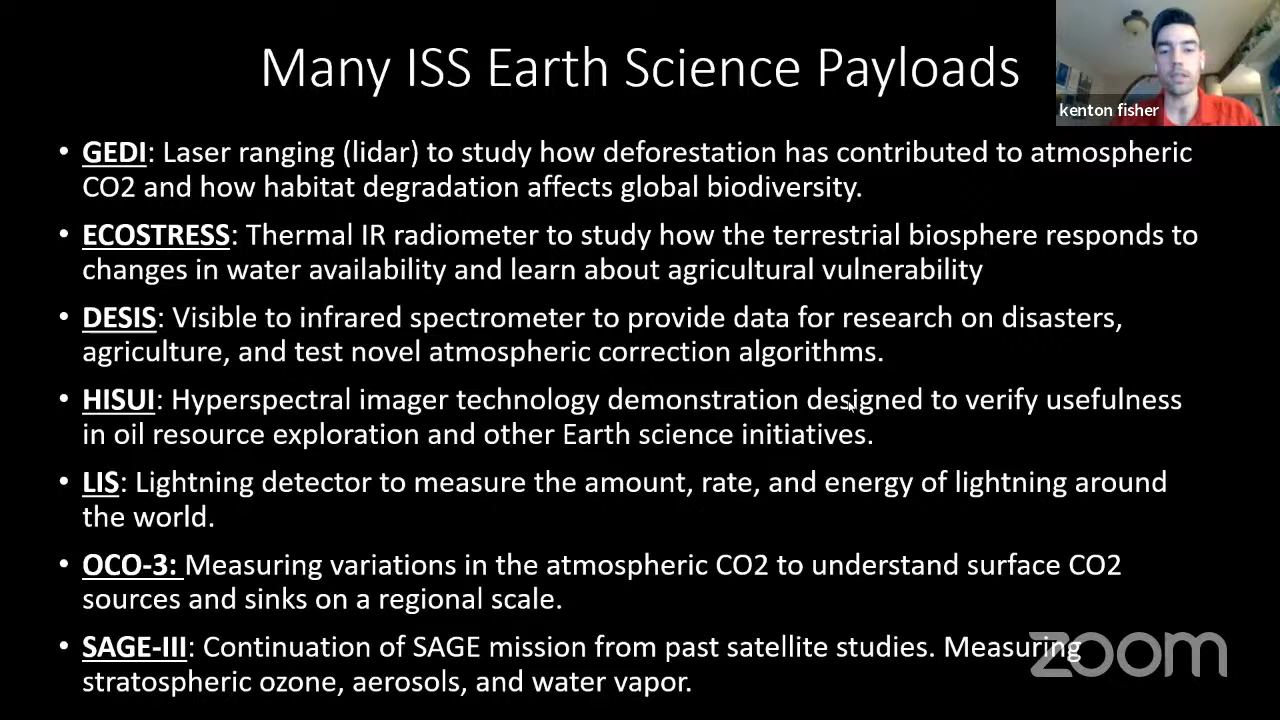 Many ISS Earth Science Payloads
kenton fisher
• GEDI: Laser ranging (lidar) to study how deforestation has contributed to atmospheric
CO2 and how habitat degradation affects global biodiversity.
• ECOSTRESS: Thermal IR radiometer to study how the terrestrial biosphere responds to
changes in water availability and learn about agricultural vulnerability
• DESIS: Visible to infrared spectrometer to provide data for research on disasters,
agriculture, and test novel atmospheric correction algorithms.
• HISUI: Hyperspectral imager technology demonstration designed to verify usefulness
in oil resource exploration and other Earth science initiatives.
• LIS: Lightning detector to measure the amount, rate, and energy of lightning around
the world.
• OCO-3: Measuring variations in the atmospheric CO2 to understand surface CO2
sources and sinks on a regional scale.
• SAGE-III: Continuation of SAGE mission from past satellite studies. Measuring
stratospheric ozone, aerosols, and water vapor.
zoom